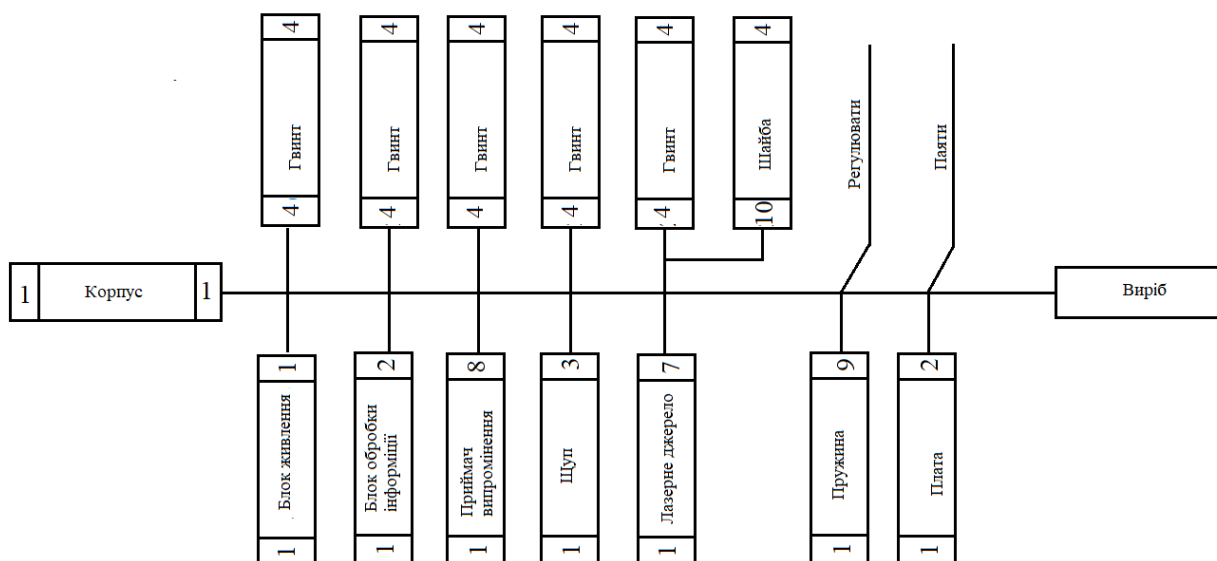 4 Гвинт 4
4 Гвинт 4
4 Гвинт 4
4 Гвинт 4
4 Гвинт 4
4 Шайба 10
Регулювати
Паяти
1 Корпус 1
Виріб
1 Блок живлення 1
2 Блок обробки
інформіції 1
8 Приймач
випромінення 1
3 Щуп 1
7 Лазерне джерело 1
9 Пружина 1
2 Плата 1